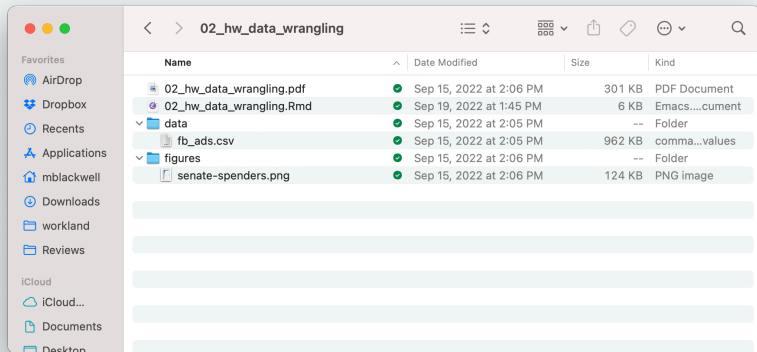 02_hw_data_wrangling
Favorites
AirDrop
Dropbox
Recents
Applications
mblackwell
Downloads
workland
Reviews
iCloud
iCloud...
Documents
Desktop
Name Date Modified Size Kind
02_hw_data_wrangling.pdf Sep 15, 2022 at 2:06 PM 301 KB PDF Document
02_hw_data_wrangling.Rmd Sep 19, 2022 at 1:45 PM 6 KB Emacs....cument
data Sep 15, 2022 at 2:05 PM -- Folder
fb_ads.csv Sep 15, 2022 at 2:05 PM 962 KB comma...values
figures Sep 15, 2022 at 2:06 PM -- Folder
senate-spenders.png Sep 15, 2022 at 2:06 PM 124 KB PNG image